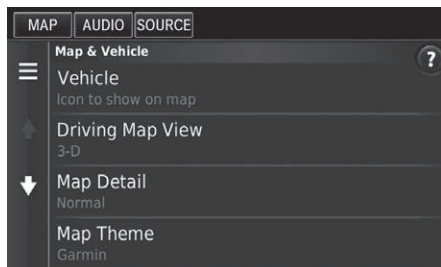 MAP AUDIO SOURCE
Map & Vehicle
?
Vehicle
Icon to show on map
Driving Map View
3-D
Map Detail
Normal
Map Theme
Garmin